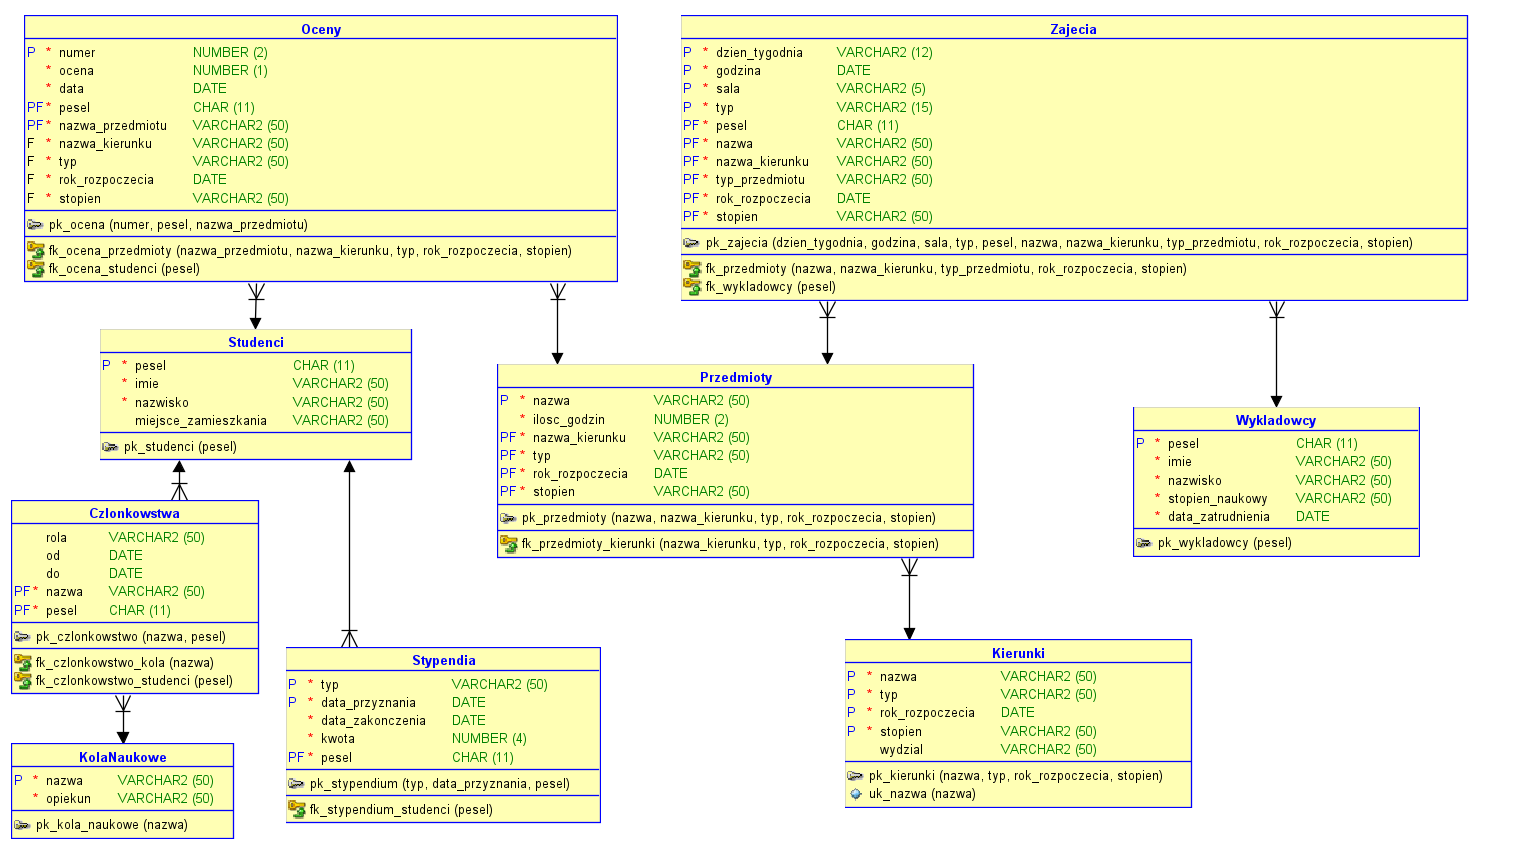 Oceny
P * numer NUMBER (2)
* ocena NUMBER (1)
* data DATE
PF * pesel CHAR (11)
PF * nazwa_przedmiotu VARCHAR2 (50)
F * nazwa_kierunku VARCHAR2 (50)
F * typ VARCHAR2 (50)
F * rok_rozpoczecia DATE
F * stopien VARCHAR2 (50)
pk_ocena (numer, pesel, nazwa_przedmiotu)
fk_ocena_przedmioty (nazwa_przedmiotu, nazwa_kierunku, typ, rok_rozpoczecia, stopien)
fk_ocena_studenci (pesel)
Zajecia
P * dzien_tygodnia VARCHAR2 (12)
P * godzina DATE
P * sala VARCHAR2 (5)
P * typ VARCHAR2 (15)
PF * pesel CHAR (11)
PF * nazwa VARCHAR2 (50)
PF * nazwa_kierunku VARCHAR2 (50)
PF * typ_przedmiotu VARCHAR2 (50)
PF * rok_rozpoczecia DATE
PF * stopien VARCHAR2 (50)
pk_zajecia (dzien_tygodnia, godzina, sala, typ, pesel, nazwa, nazwa_kierunku, typ_przedmiotu, rok_rozpoczecia, stopien)
fk_przedmioty (nazwa, nazwa_kierunku, typ_przedmiotu, rok_rozpoczecia, stopien)
fk_wykladowcy (pesel)
Studenci
P * pesel CHAR (11)
* imie VARCHAR2 (50)
* nazwisko VARCHAR2 (50)
miejsce_zamieszkania VARCHAR2 (50)
pk_studenci (pesel)
Przedmioty
P * nazwa VARCHAR2 (50)
* ilosc_godzin NUMBER (2)
PF * nazwa_kierunku VARCHAR2 (50)
PF * typ VARCHAR2 (50)
PF * rok_rozpoczecia DATE
PF * stopien VARCHAR2 (50)
pk_przedmioty (nazwa, nazwa_kierunku, typ, rok_rozpoczecia, stopien)
fk_przedmioty_kierunki (nazwa_kierunku, typ, rok_rozpoczecia, stopien)
Wykladowcy
P * pesel CHAR (11)
* imie VARCHAR2 (50)
* nazwisko VARCHAR2 (50)
* stopien_naukowy VARCHAR2 (50)
* data_zatrudnienia DATE
pk_wykladowcy (pesel)
Czlonkowstwa
rola VARCHAR2 (50)
od DATE
do DATE
PF * nazwa VARCHAR2 (50)
PF * pesel CHAR (11)
pk_czlonkowstwo (nazwa, pesel)
fk_czlonkowstwo_kola (nazwa)
fk_czlonkowstwo_studenci (pesel)
Stypendia
P * typ VARCHAR2 (50)
P * data_przyznania DATE
* data_zakonczenia DATE
* kwota NUMBER (4)
PF * pesel CHAR (11)
pk_stypendium (typ, data_przyznania, pesel)
fk_stypendium_studenci (pesel)
Kierunki
P * nazwa VARCHAR2 (50)
P * typ VARCHAR2 (50)
P * rok_rozpoczecia DATE
P * stopien VARCHAR2 (50)
wydzial VARCHAR2 (50)
pk_kierunki (nazwa, typ, rok_rozpoczecia, stopien)
uk_nazwa (nazwa)
KolaNaukowe
P * nazwa VARCHAR2 (50)
* opiekun VARCHAR2 (50)
pk_kola_naukowe (nazwa)